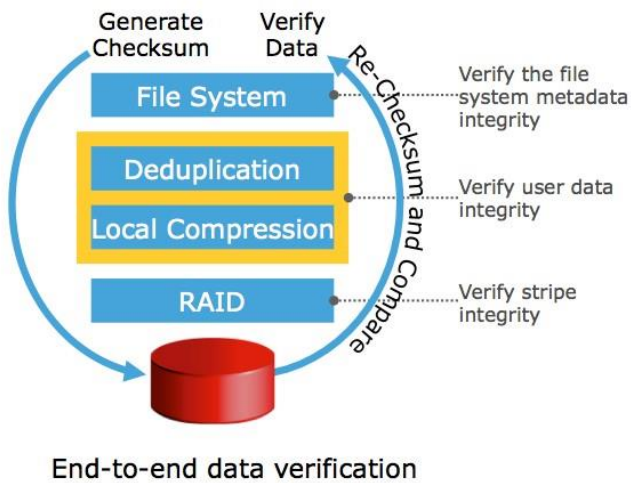 Generate
Checksum
Verify
Data
File System
Deduplication
Local Compression
RAID
Re-Checksum and Compare
Verify the file
system metadata
integrity
Verify user data
integrity
Verify stripe
integrity
End-to-end data verification